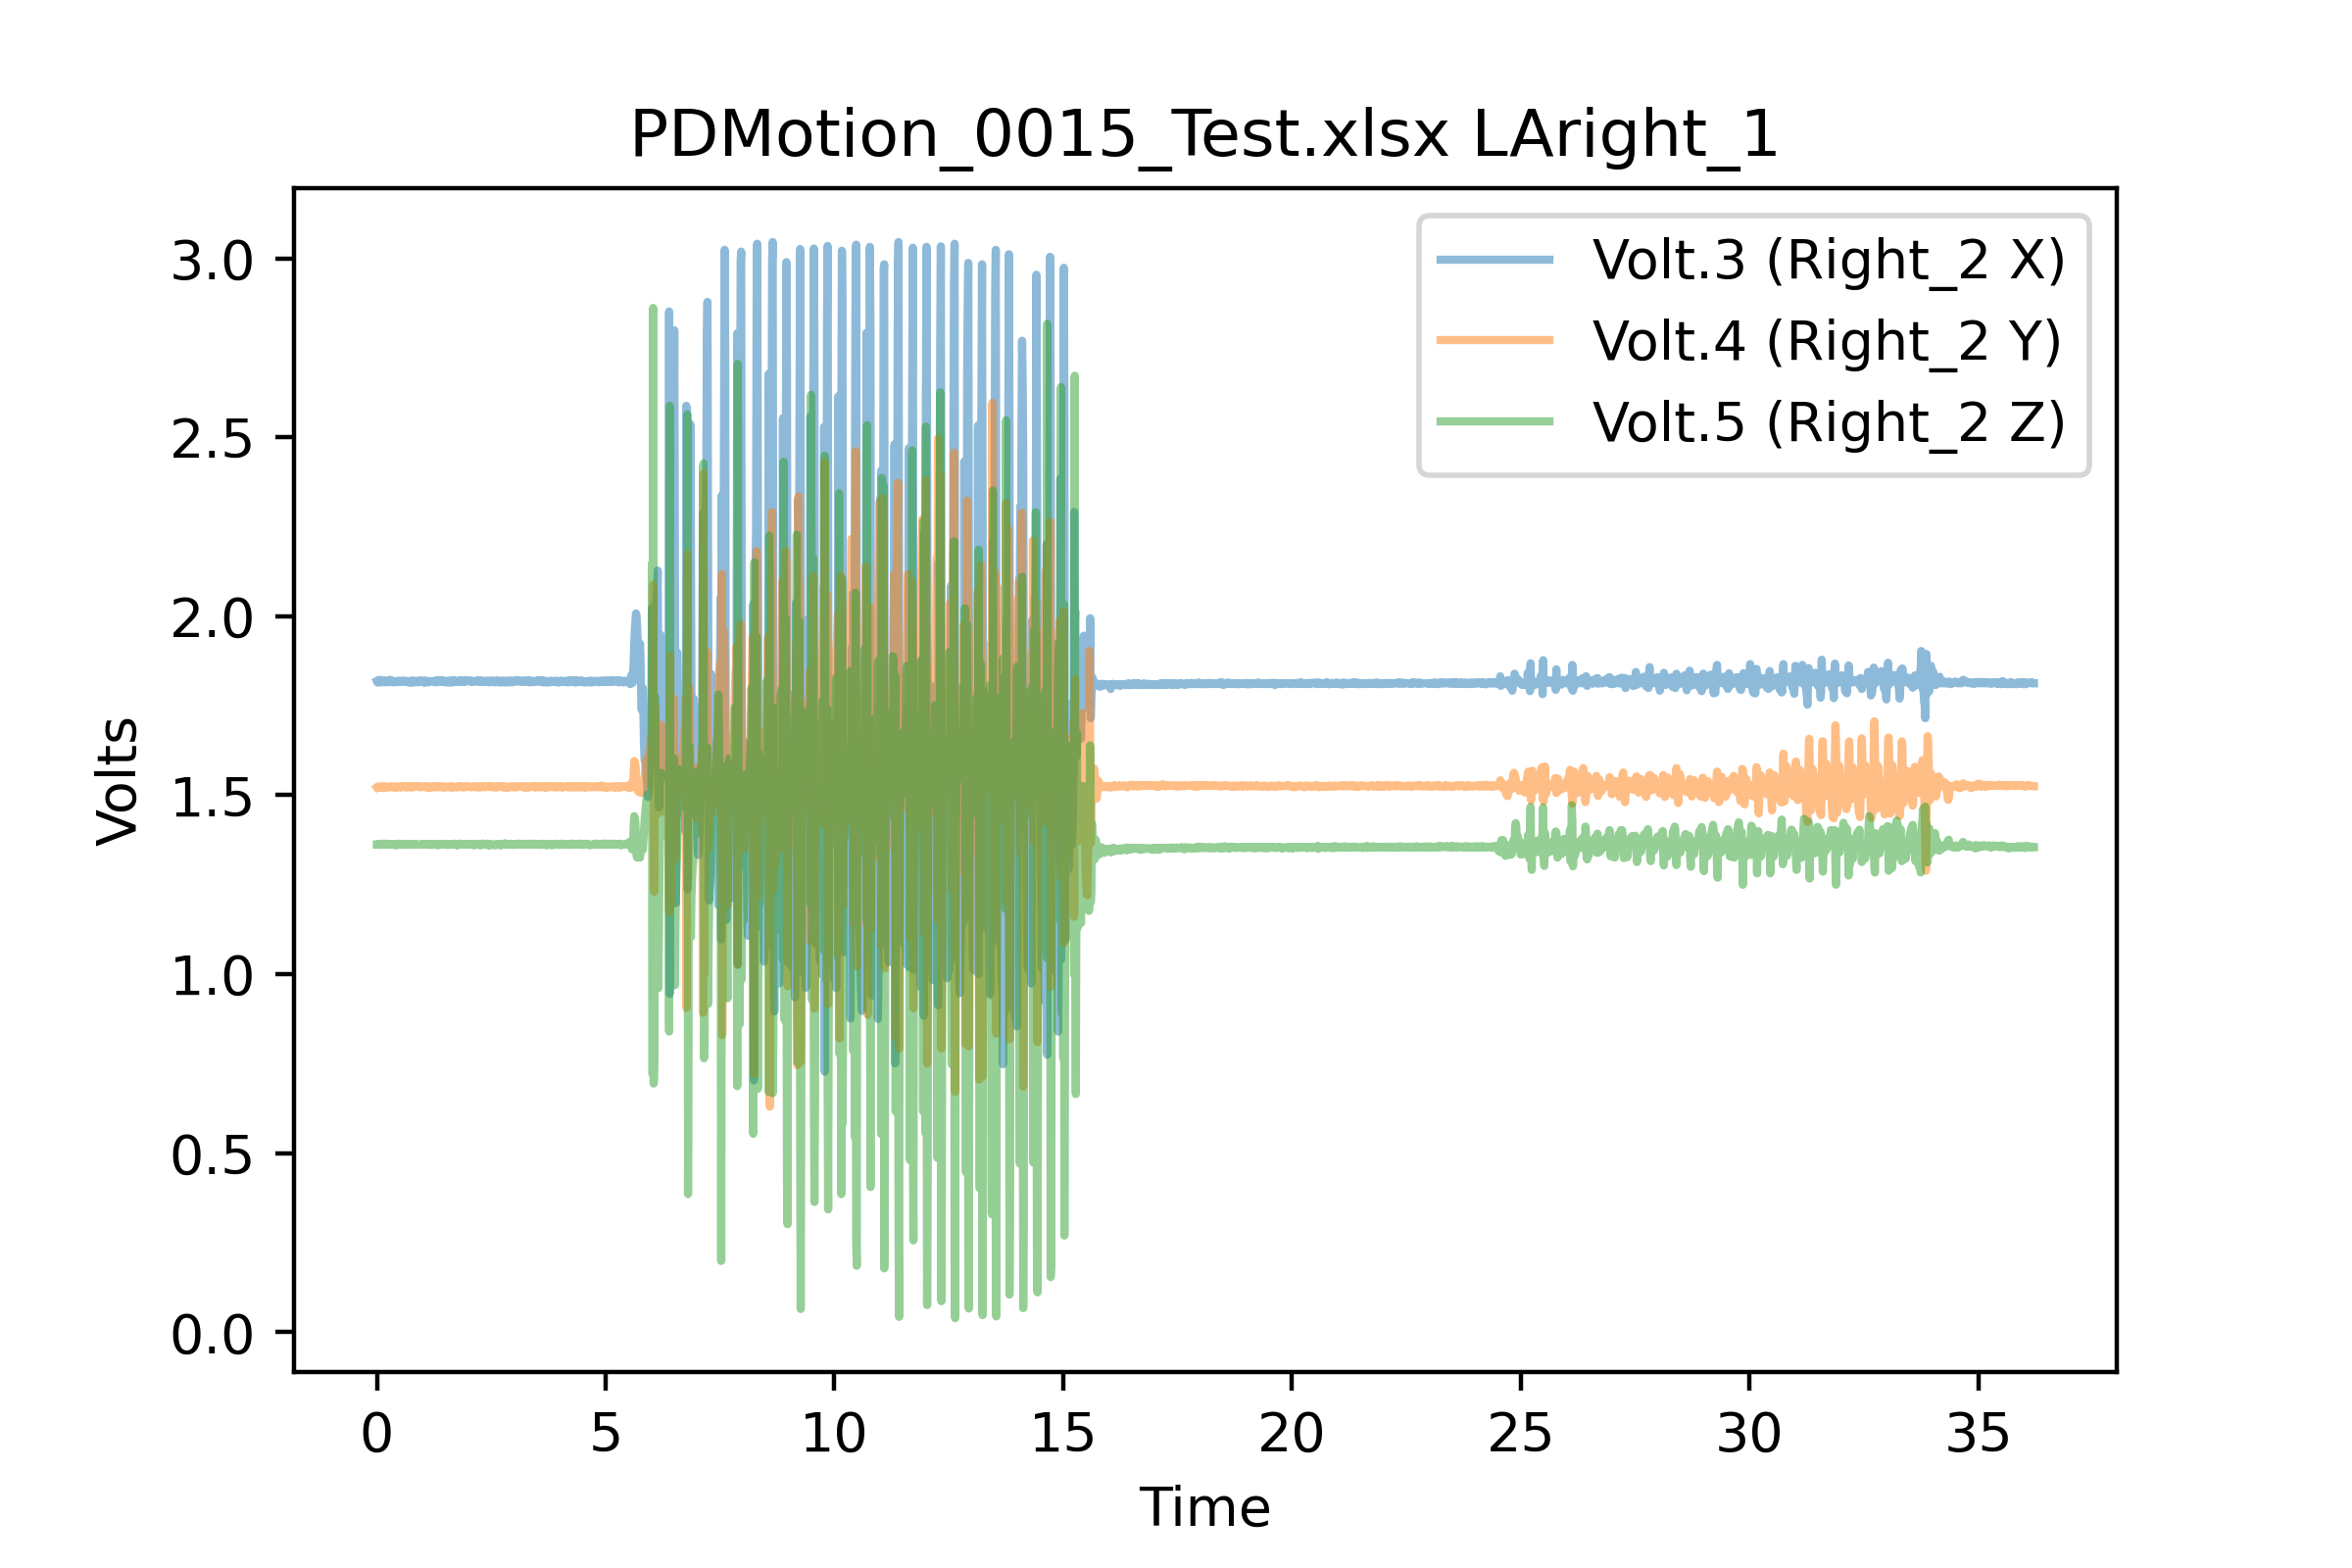 PDMotion_0015_Test.xlsx LAright_1
Volt.3 (Right_2 X)
Volt.4 (Right_2 Y)
Volt.5 (Right_2 Z)
Volts
3.0
2.5
2.0
1.5
1.0
0.5
0.0
0 5 10 15 20 25 30 35
Time